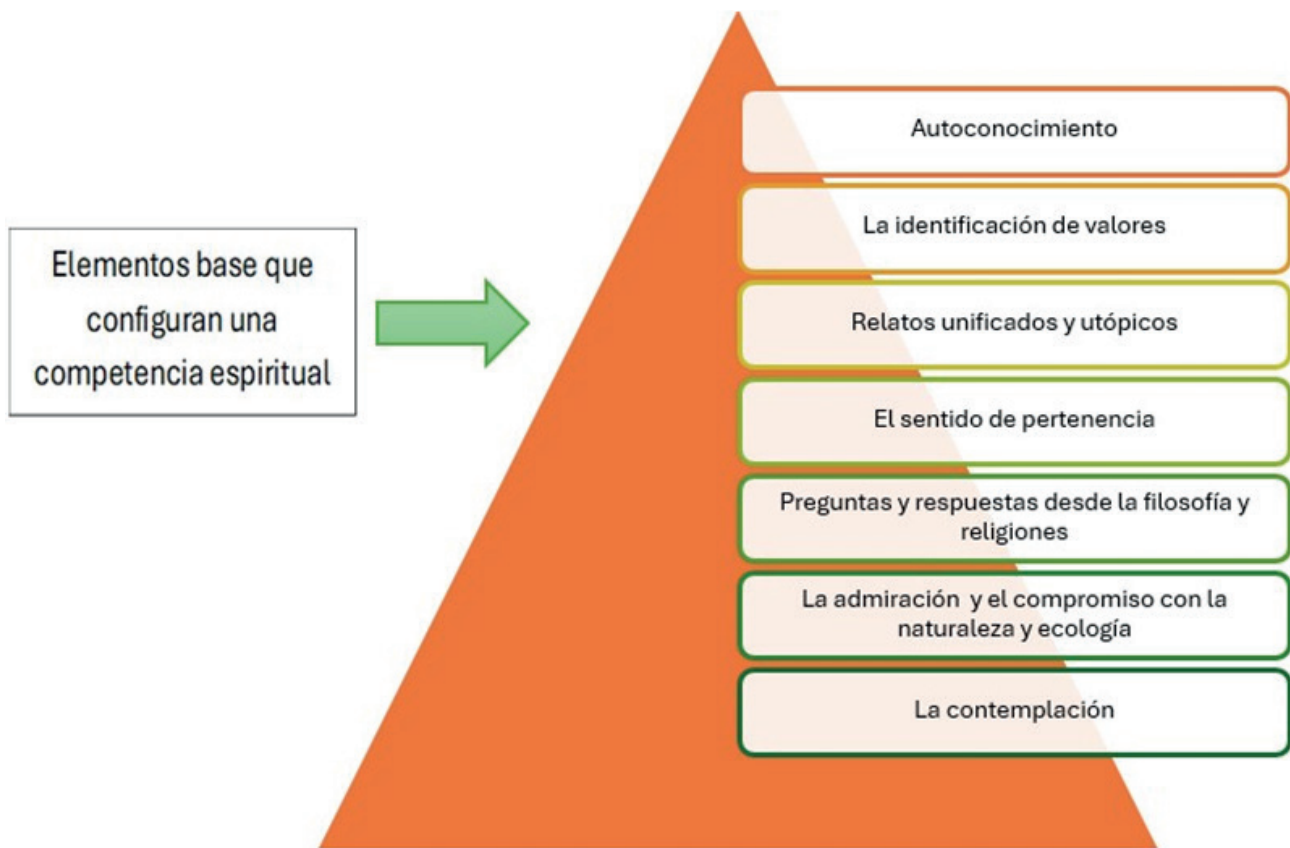 Elementos base que
configuran una
competencia espiritual
Autoconocimiento
La identificación de valores
Relatos unificados y utópicos
El sentido de pertenencia
Preguntas y respuestas desde la filosofía y
religiones
La admiración y el compromiso con la
naturaleza y ecología
La contemplación